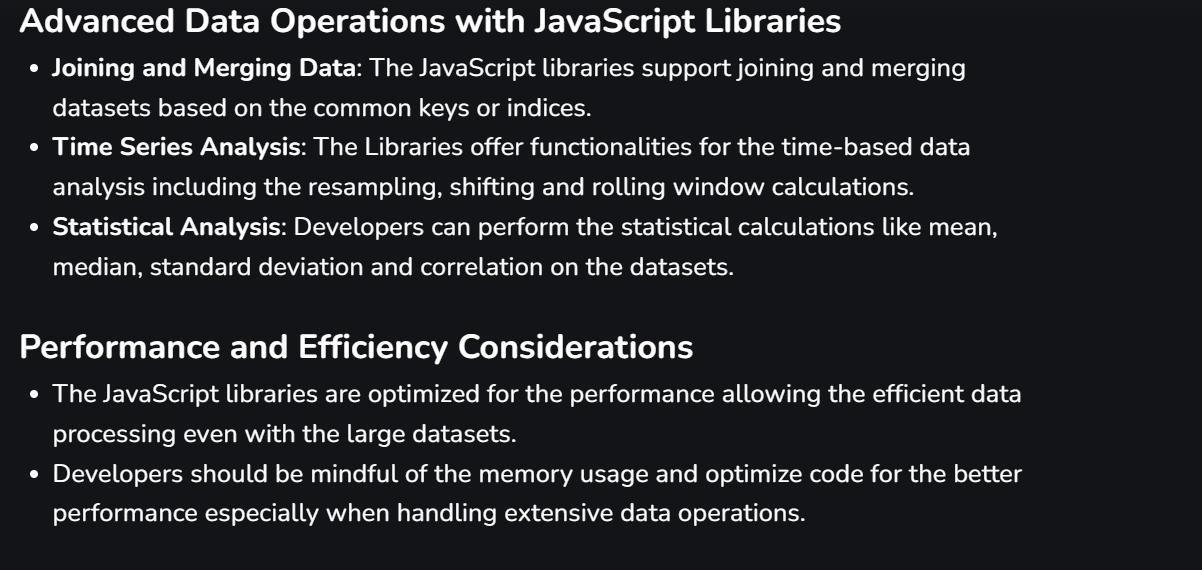 Advanced Data Operations with JavaScript Libraries
• Joining and Merging Data: The JavaScript libraries support joining and merging
datasets based on the common keys or indices.
• Time Series Analysis: The Libraries offer functionalities for the time-based data
analysis including the resampling, shifting and rolling window calculations.
• Statistical Analysis: Developers can perform the statistical calculations like mean,
median, standard deviation and correlation on the datasets.
Performance and Efficiency Considerations
• The JavaScript libraries are optimized for the performance allowing the efficient data
processing even with the large datasets.
• Developers should be mindful of the memory usage and optimize code for the better
performance especially when handling extensive data operations.